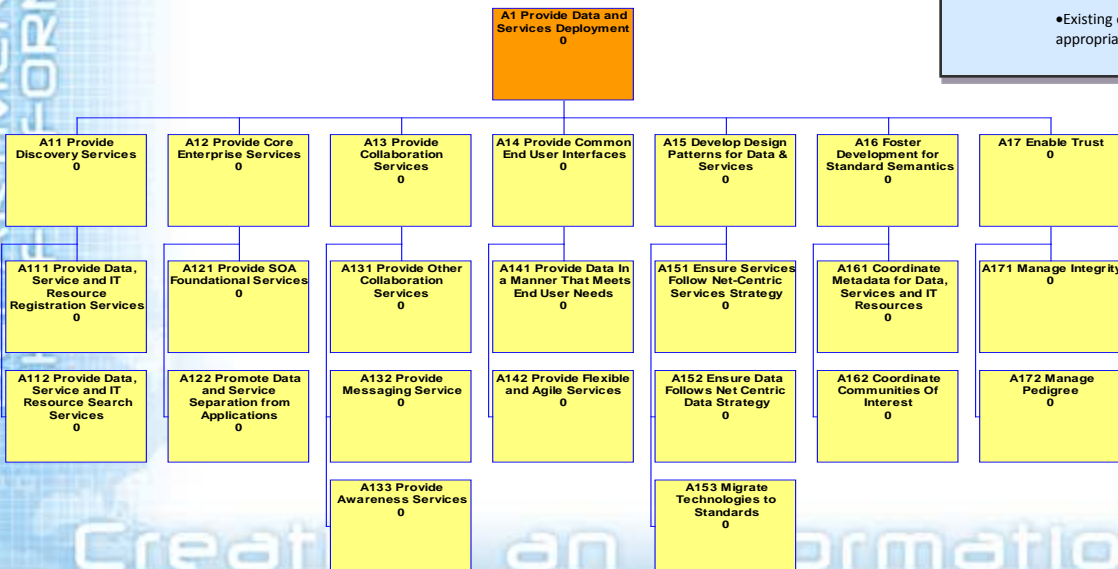 A1 Provide Data and
Services Deployment
0
•Existing
A11 Provide
Discovery Services
0
A12 Provide Core
Enterprise Services
0
A13 Provide
Collaboration
Services
0
A14 Provide Common
End User Interfaces
0
A15 Develop Design
Patterns for Data &
Services
0
A16 Foster
Development for
Standard Semantics
0
A17 Enable Trust
0
A111 Provide Data,
Service and IT
Resource
Registration Services
0
A121 Provide SOA
Foundational Services
0
A131 Provide Other
Collaboration
Services
0
A141 Provide Data In
a Manner That Meets
End User Needs
0
A151 Ensure Services
Follow Net-Centric
Services Strategy
0
A161 Coordinate
Metadata for Data,
Services and IT
Resources
0
A171 Manage Integrity
0
A112 Provide Data,
Service and IT
Resource Search
Services
0
A122 Promote Data
and Service
Separation from
Applications
0
A132 Provide
Messaging Service
0
A142 Provide Flexible
and Agile Services
0
A152 Ensure Data
Follows Net Centric
Data Strategy
0
A162 Coordinate
Communities Of
Interest
0
A172 Manage
Pedigree
0
A133 Provide
Awareness Services
0
A153 Migrate
Technologies to
Standards
0
an